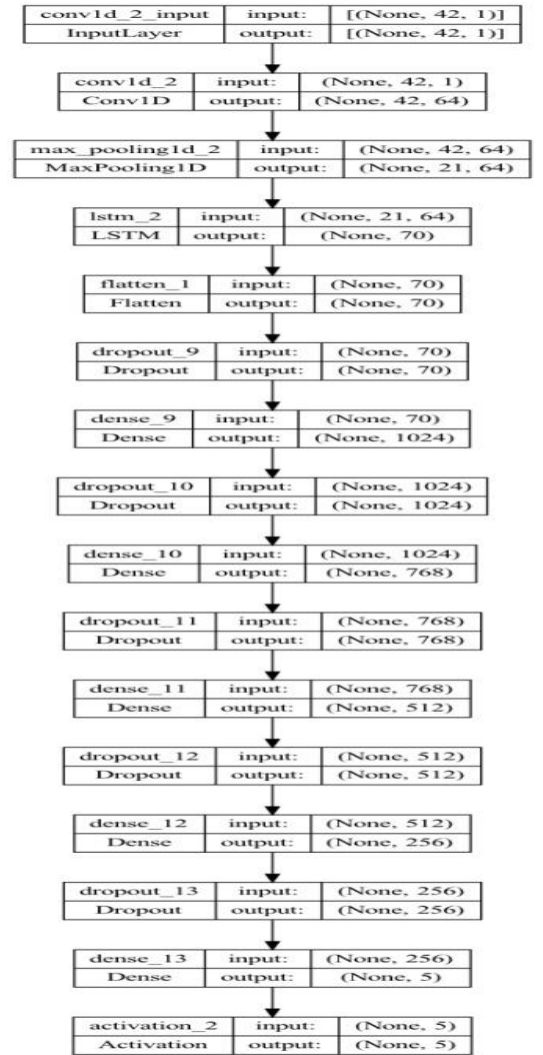 conv1d_2_input input: [(None, 42, 1)]
InputLayer output: [(None, 42, 1)]
conv1d_2 input: (None, 42, 1)
Conv1D output: (None, 42, 64)
max_pooling1d_2 input: (None, 42, 64)
MaxPooling1D output: (None, 21, 64)
lstm_2 input: (None, 21, 64)
LSTM output: (None, 70)
flatten_1 input: (None, 70)
Flatten output: (None, 70)
dropout_9 input: (None, 70)
Dropout output: (None, 70)
dense_9 input: (None, 70)
Dense output: (None, 1024)
dropout_10 input: (None, 1024)
Dropout output: (None, 1024)
dense_10 input: (None, 1024)
Dense output: (None, 768)
dropout_11 input: (None, 768)
Dropout output: (None, 768)
dense_11 input: (None, 768)
Dense output: (None, 512)
dropout_12 input: (None, 512)
Dropout output: (None, 512)
dense_12 input: (None, 512)
Dense output: (None, 256)
dropout_13 input: (None, 256)
Dropout output: (None, 256)
dense_13 input: (None, 256)
Dense output: (None, 5)
activation_2 input: (None, 5)
Activation output: (None, 5)